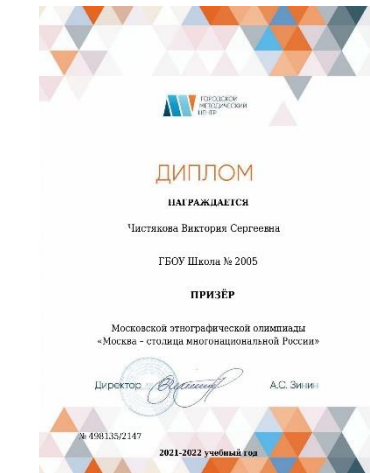 ГОРОДСКОЙ
МЕТОДИЧЕСКИЙ
ЦЕНТР
ДИПЛОМ
НАГРАЖДАЕТСЯ
Чистякова Виктория Сергеевна
ГБОУ Школа № 2005
ПРИЗЁР
Московской этнографической олимпиады
«Москва – столица многонациональной России»
Директор А.С. Зинин
№ 498135/2147
2021-2022 учебный год